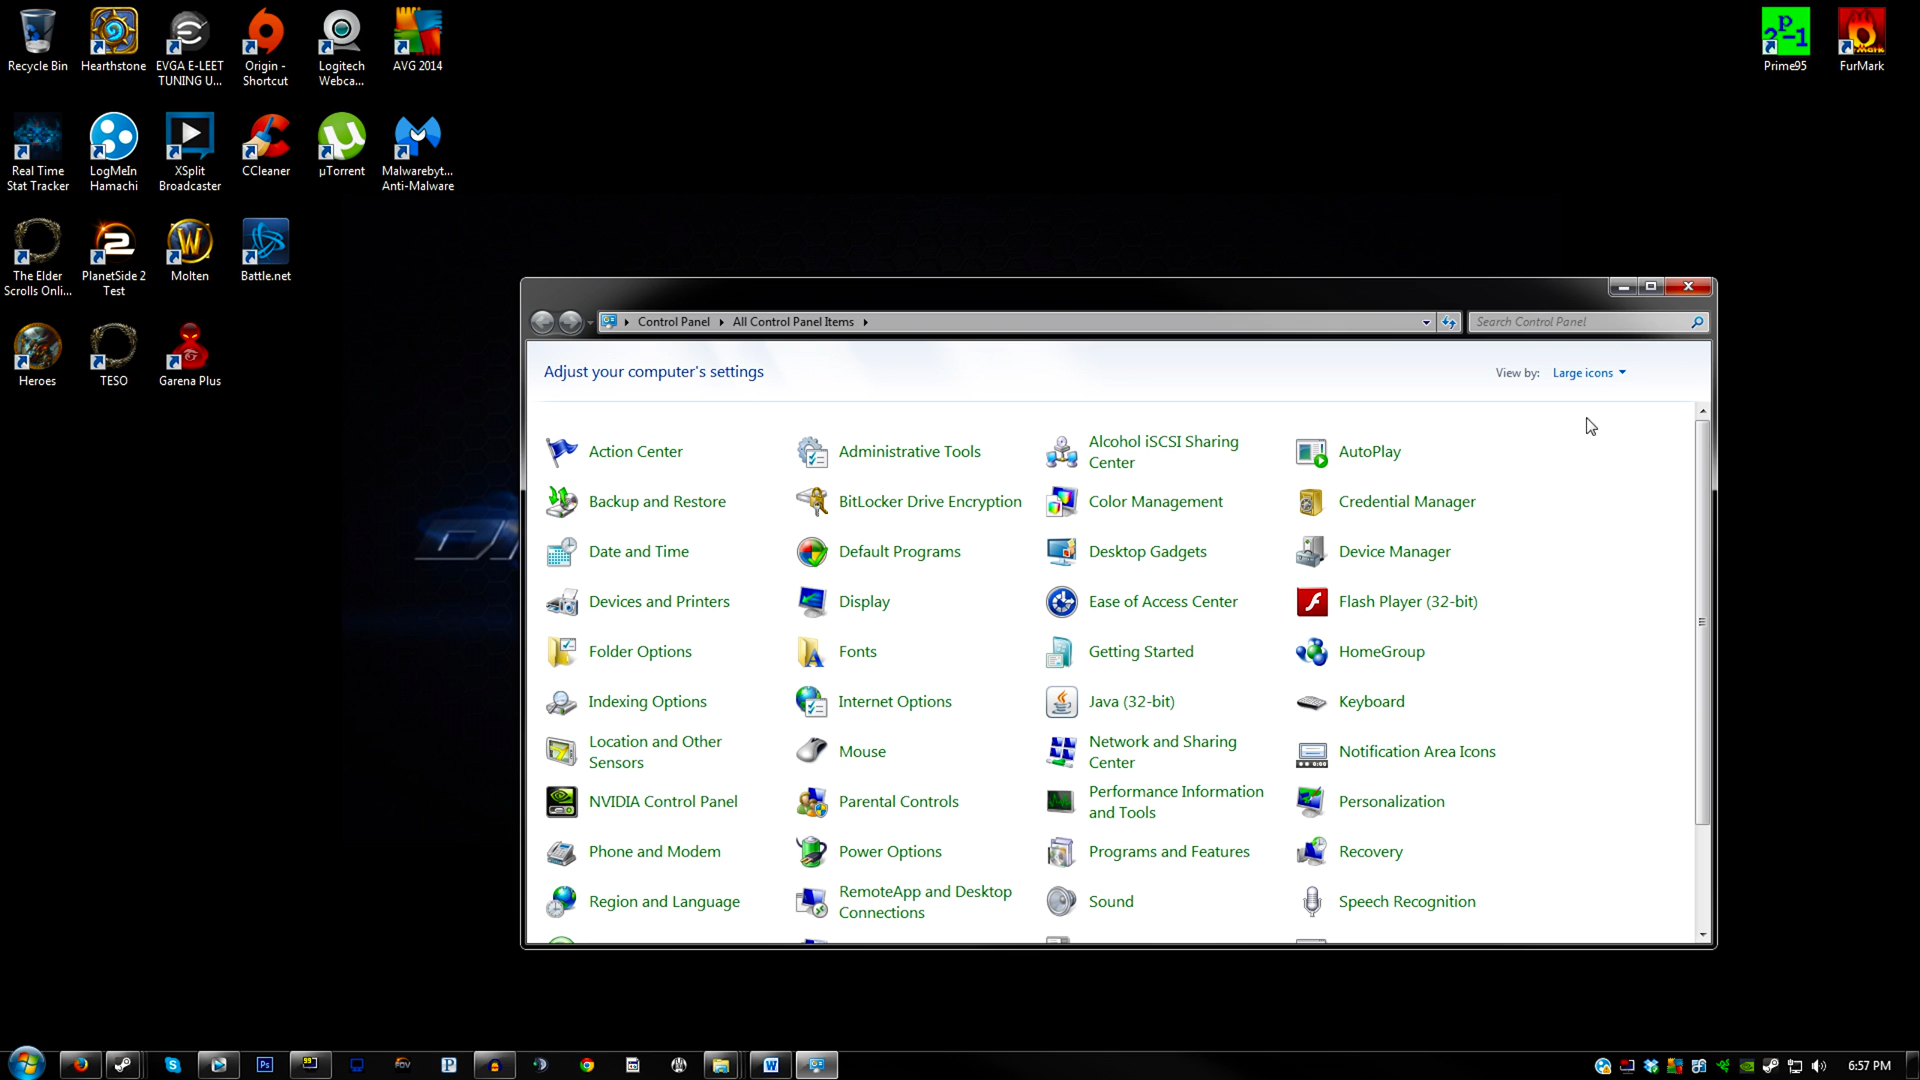 Recycle Bin
Hearthstone
EVGA E-LEET
TUNING U...
Origin -
Shortcut
Logitech
Webca...
AVG 2014
Prime95
FurMark
Real Time
Stat Tracker
LogMeIn
Hamachi
XSplit
Broadcaster
CCleaner
µTorrent
Malwarebyt...
Anti-Malware
The Elder
Scrolls Onli...
PlanetSide 2
Test
Molten
Battle.net
Heroes
TESO
Garena Plus
Control Panel
All Control Panel Items
Search Control Panel
Adjust your computer's settings
View by: Large icons
Action Center
Administrative Tools
Alcohol iSCSI Sharing
Center
AutoPlay
Backup and Restore
BitLocker Drive Encryption
Color Management
Credential Manager
Date and Time
Default Programs
Desktop Gadgets
Device Manager
Devices and Printers
Display
Ease of Access Center
Flash Player (32-bit)
Folder Options
Fonts
Getting Started
HomeGroup
Indexing Options
Internet Options
Java (32-bit)
Keyboard
Location and Other
Sensors
Mouse
Network and Sharing
Center
Notification Area Icons
NVIDIA Control Panel
Parental Controls
Performance Information
and Tools
Personalization
Phone and Modem
Power Options
Programs and Features
Recovery
Region and Language
RemoteApp and Desktop
Connections
Sound
Speech Recognition
6:57 PM